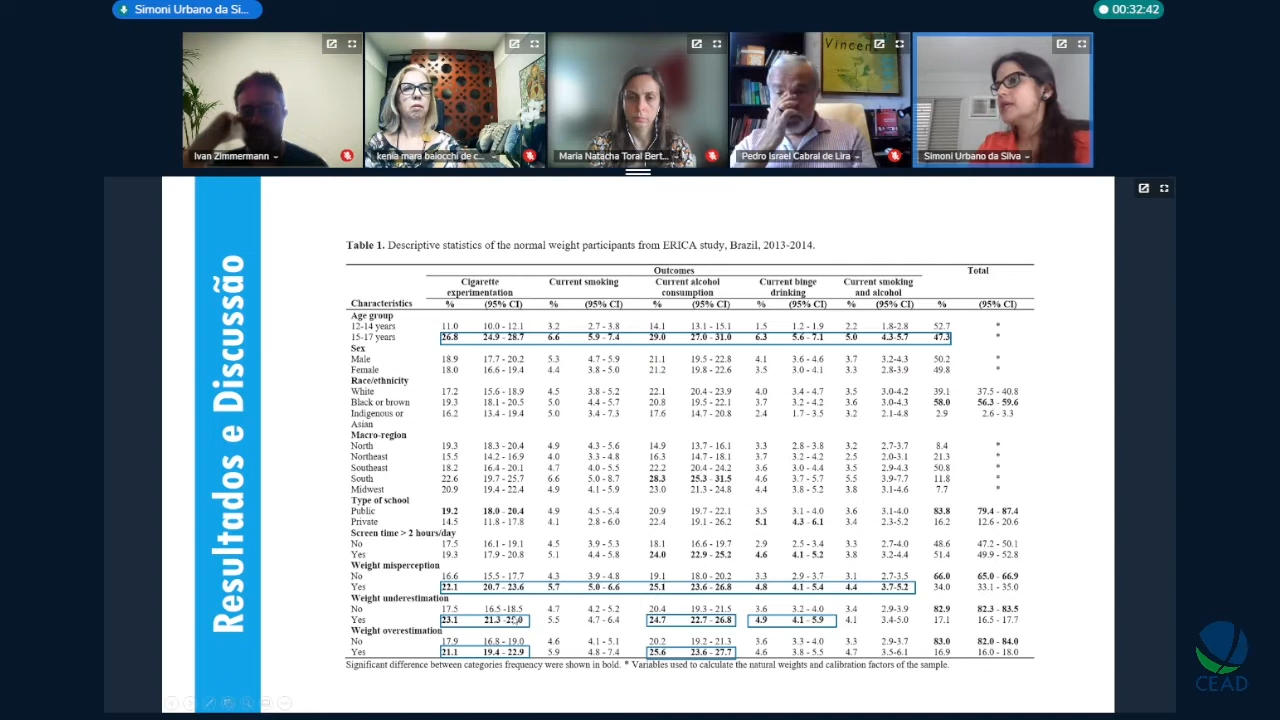 Simoni Urbano da Si...
00:32:42
Vincen
Ivan Zimmermann
kenia mara baiocchi de c...
Maria Natacha Toral Bert...
Pedro Israel Cabral de Lira
Simoni Urbano da Silva
Resultados e Discussão
Table 1. Descriptive statistics of the normal weight participants from ERICA study, Brazil, 2013-2014.
Outcomes Total
Cigarette experimentation Current smoking Current alcohol consumption Current binge drinking Current smoking and alcohol
Characteristics % (95% CI) % (95% CI) % (95% CI) % (95% CI) % (95% CI) % (95% CI)
Age group
12-14 years 11.0 10.0 - 12.1 3.2 2.7 - 3.8 14.1 13.1 - 15.1 1.5 1.2 - 1.9 2.2 1.8-2.8 52.7 *
15-17 years 26.8 24.9 - 28.7 6.6 5.9 - 7.4 29.0 27.0 - 31.0 6.3 5.6 - 7.1 5.0 4.3-5.7 47.3 *
Sex
Male 18.9 17.7 - 20.2 5.3 4.7 - 5.9 21.1 19.5 - 22.8 4.1 3.6 - 4.6 3.7 3.2-4.3 50.2 *
Female 18.0 16.6 - 19.4 4.4 3.8 - 5.0 21.2 19.8 - 22.6 3.5 3.0 - 4.1 3.3 2.8-3.9 49.8 *
Race/ethnicity
White 17.2 15.6 - 18.9 4.5 3.8 - 5.2 22.1 20.4 - 23.9 4.0 3.4 - 4.7 3.5 3.0-4.2 39.1 37.5 - 40.8
Black or brown 19.3 18.1 - 20.5 5.0 4.4 - 5.7 20.8 19.5 - 22.1 3.7 3.2 - 4.2 3.6 3.0-4.3 58.0 56.3 - 59.6
Indigenous or Asian 16.2 13.4 - 19.4 5.0 3.4 - 7.3 17.6 14.7 - 20.8 2.4 1.7 - 3.5 3.2 2.1-4.8 2.9 2.6 - 3.3
Macro-region
North 19.3 18.3 - 20.4 4.9 4.3 - 5.6 14.9 13.7 - 16.1 3.3 2.8 - 3.8 3.2 2.7-3.7 8.4 *
Northeast 15.5 14.2 - 16.9 4.0 3.3 - 4.8 16.3 14.7 - 18.1 3.7 3.2 - 4.2 2.5 2.0-3.1 21.3 *
Southeast 18.2 16.4 - 20.1 4.7 4.0 - 5.5 22.2 20.4 - 24.2 3.6 3.0 - 4.4 3.5 2.9-4.3 50.8 *
South 22.6 19.7 - 25.7 6.6 5.0 - 8.7 28.3 25.3 - 31.5 4.6 3.7 - 5.7 5.5 3.9-7.7 11.8 *
Midwest 20.9 19.4 - 22.4 4.9 4.1 - 5.9 23.0 21.3 - 24.8 4.4 3.8 - 5.2 3.8 3.1-4.6 7.7 *
Type of school
Public 19.2 18.0 - 20.4 4.9 4.5 - 5.4 20.9 19.7 - 22.1 3.5 3.1 - 4.0 3.6 3.1-4.0 83.8 79.4 - 87.4
Private 14.5 11.8 - 17.8 4.1 2.8 - 6.0 22.4 19.1 - 26.2 5.1 4.3 - 6.1 3.4 2.3-5.2 16.2 12.6 - 20.6
Screen time > 2 hours/day
No 17.5 16.1 - 19.1 4.5 3.9 - 5.3 18.1 16.6 - 19.7 2.9 2.5 - 3.4 3.3 2.7-4.0 48.6 47.2 - 50.1
Yes 19.3 17.9 - 20.8 5.1 4.4 - 5.8 24.0 22.9 - 25.2 4.6 4.1 - 5.2 3.8 3.2-4.4 51.4 49.9 - 52.8
Weight misperception
No 16.6 15.5 - 17.7 4.3 3.9 - 4.8 19.1 18.0 - 20.2 3.3 2.9 - 3.7 3.1 2.7-3.5 66.0 65.0 - 66.9
Yes 22.1 20.7 - 23.6 5.7 5.0 - 6.6 25.1 23.6 - 26.8 4.8 4.1 - 5.4 4.4 3.7-5.2 34.0 33.1 - 35.0
Weight underestimation
No 17.5 16.5 -18.5 4.7 4.2 - 5.2 20.4 19.3 - 21.5 3.6 3.2 - 4.0 3.4 2.9-3.9 82.9 82.3 - 83.5
Yes 23.1 21.3 - 5.5 4.7 - 6.4 24.7 22.7 - 26.8 4.9 4.1 - 5.9 4.1 3.4-5.0 17.1 16.5 - 17.7
Weight overestimation
No 17.9 16.8 - 19.0 4.6 4.1 - 5.1 20.2 19.2 - 21.3 3.6 3.3 - 4.0 3.3 2.9-3.7 83.0 82.0 - 84.0
Yes 21.1 19.4 - 22.9 5.9 4.8 - 7.4 25.6 23.6 - 27.7 4.6 3.8 - 5.5 4.7 3.5-6.1 16.9 16.0 - 18.0
Significant difference between categories frequency were shown in bold. * Variables used to calculate the natural weights and calibration factors of the sample.
CEAD